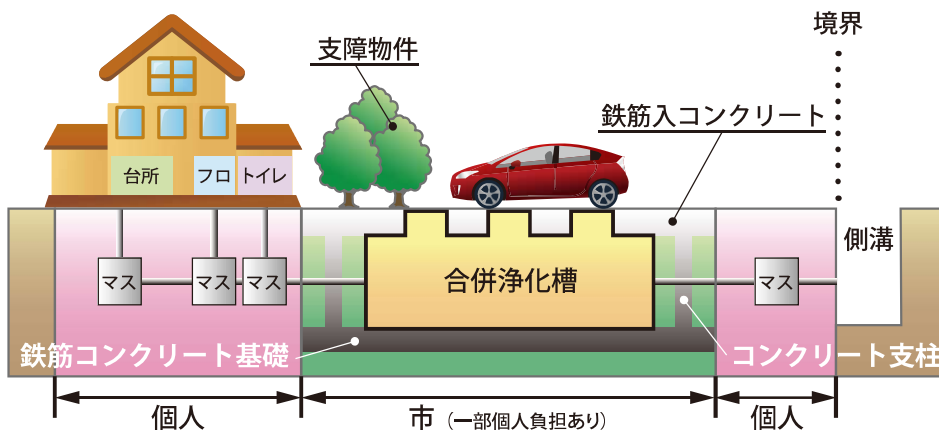 境界
支障物件
鉄筋入コンクリート
台所
フロ
トイレ
側溝
マス
マス
マス
合併浄化槽
マス
鉄筋コンクリート基礎
コンクリート支柱
個人
市（一部個人負担あり）
個人